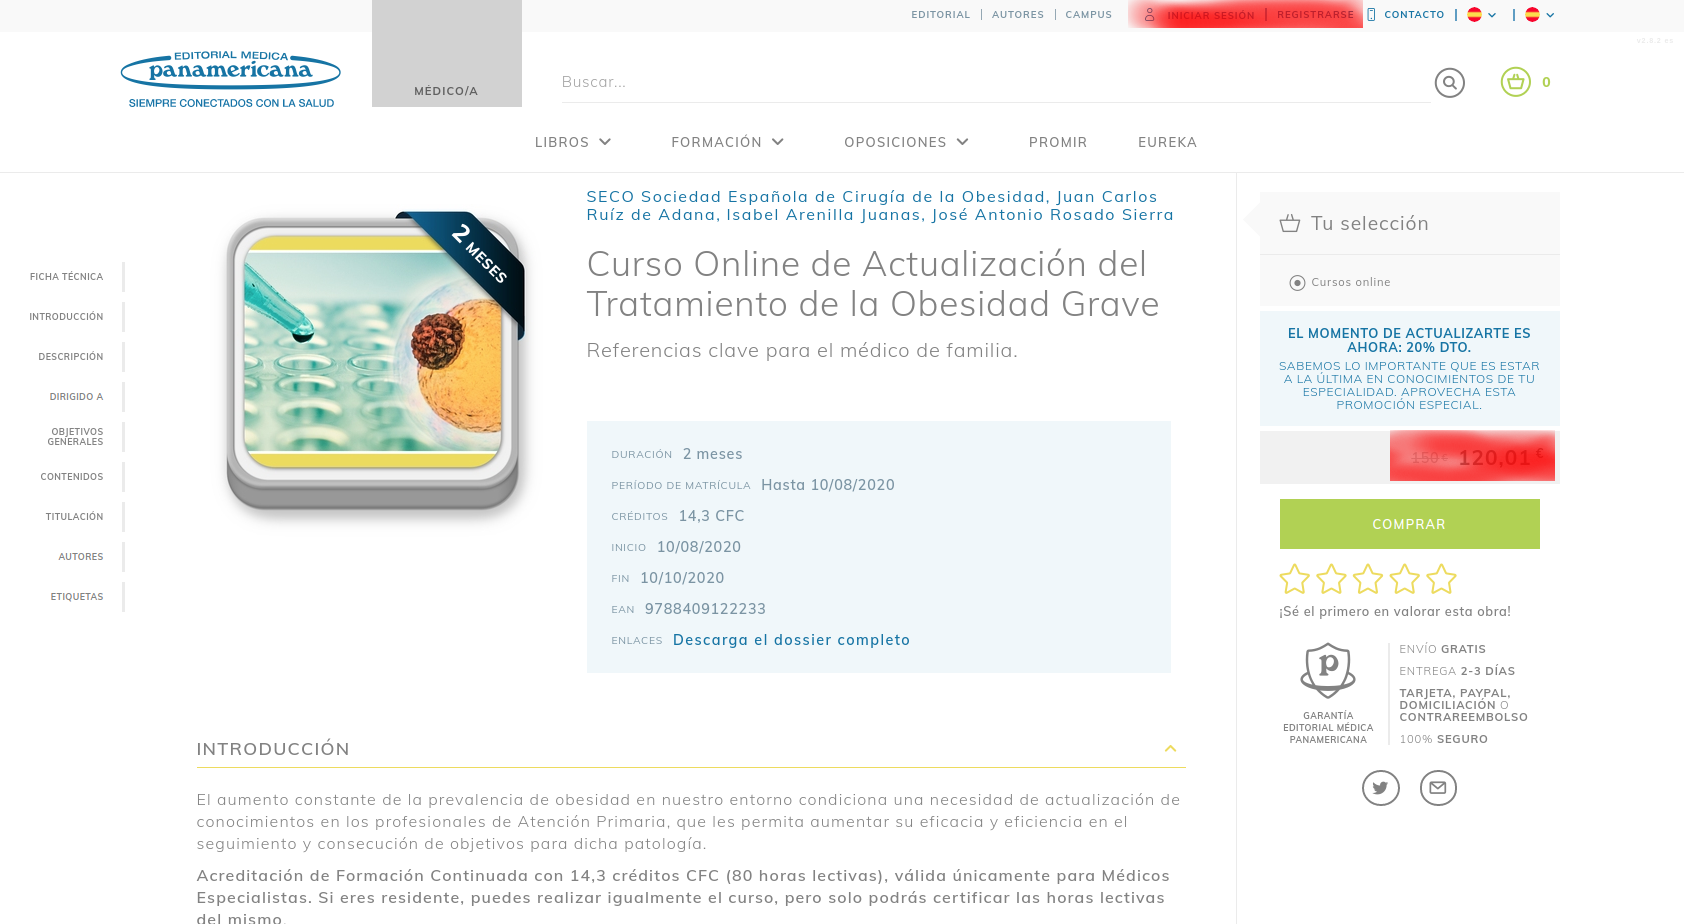 EDITORIAL
AUTORES
CAMPUS
INICIAR SESIÓN
REGISTRARSE
CONTACTO
EDITORIAL MEDICA
panamericana
SIEMPRE CONECTADOS CON LA SALUD
MÉDICO/A
Buscar...
0
LIBROS
FORMACIÓN
OPOSICIONES
PROMIR
EUREKA
FICHA TÉCNICA
INTRODUCCIÓN
DESCRIPCIÓN
DIRIGIDO A
OBJETIVOS
GENERALES
CONTENIDOS
TITULACIÓN
AUTORES
ETIQUETAS
2 MESES
SECO Sociedad Española de Cirugía de la Obesidad, Juan Carlos
Ruíz de Adana, Isabel Arenilla Juanas, José Antonio Rosado Sierra
Curso Online de Actualización del
Tratamiento de la Obesidad Grave
Referencias clave para el médico de familia.
DURACIÓN 2 meses
PERÍODO DE MATRÍCULA Hasta 10/08/2020
CRÉDITOS 14,3 CFC
INICIO 10/08/2020
FIN 10/10/2020
EAN 9788409122233
ENLACES Descarga el dossier completo
INTRODUCCIÓN
El aumento constante de la prevalencia de obesidad en nuestro entorno condiciona una necesidad de actualización de
conocimientos en los profesionales de Atención Primaria, que les permita aumentar su eficacia y eficiencia en el
seguimiento y consecución de objetivos para dicha patología.
Acreditación de Formación Continuada con 14,3 créditos CFC (80 horas lectivas), válida únicamente para Médicos
Especialistas. Si eres residente, puedes realizar igualmente el curso, pero solo podrás certificar las horas lectivas
del mismo.
Tu selección
Cursos online
EL MOMENTO DE ACTUALIZARTE ES
AHORA: 20% DTO.
SABEMOS LO IMPORTANTE QUE ES ESTAR
A LA ÚLTIMA EN CONOCIMIENTOS DE TU
ESPECIALIDAD. APROVECHA ESTA
PROMOCIÓN ESPECIAL.
150 € 120,01 €
COMPRAR
¡Sé el primero en valorar esta obra!
p
GARANTÍA
EDITORIAL MÉDICA
PANAMERICANA
ENVÍO GRATIS
ENTREGA 2-3 DÍAS
TARJETA, PAYPAL,
DOMICILIACIÓN O
CONTRAREEMBOLSO
100% SEGURO